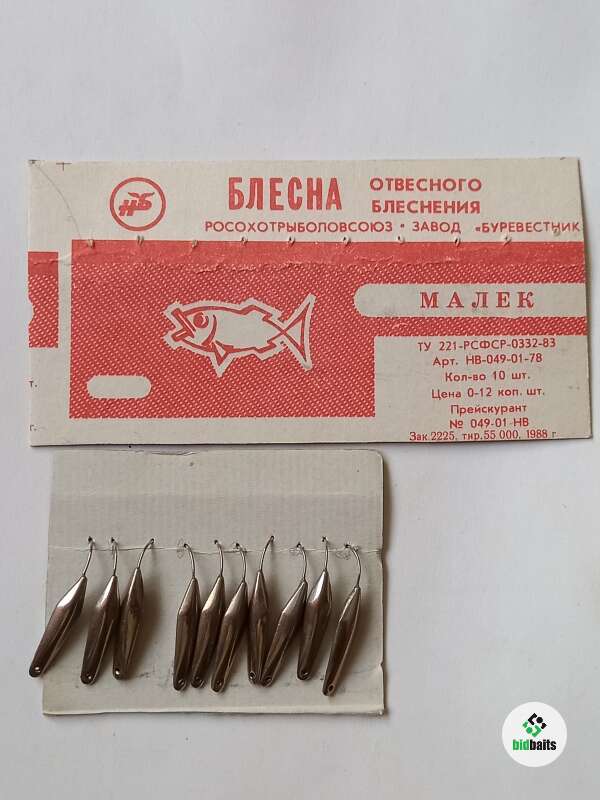 НБ
БЛЕСНА ОТВЕСНОГО
БЛЕСНЕНИЯ
РОСОХОТРЫБОЛОВСОЮЗ • ЗАВОД «БУРЕВЕСТНИК
МАЛЕК
ТУ 221-РСФСР-0332-83
Арт. НВ-049-01-78
Кол-во 10 шт.
Цена 0-12 коп. шт.
Прейскурант
№ 049-01-НВ
Зак. 2225, тир. 55 000, 1988 г.
т.
г.
bidbaits